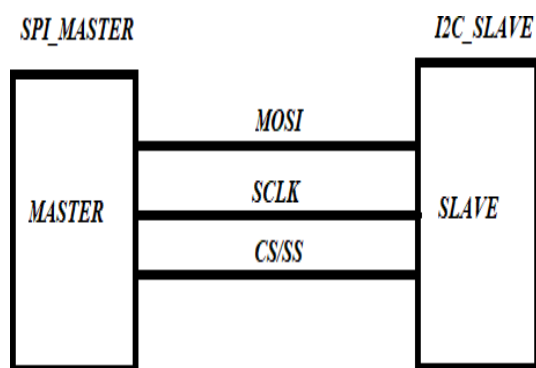 SPI_MASTER
I2C_SLAVE
MOSI
MASTER
SCLK
SLAVE
CS/SS